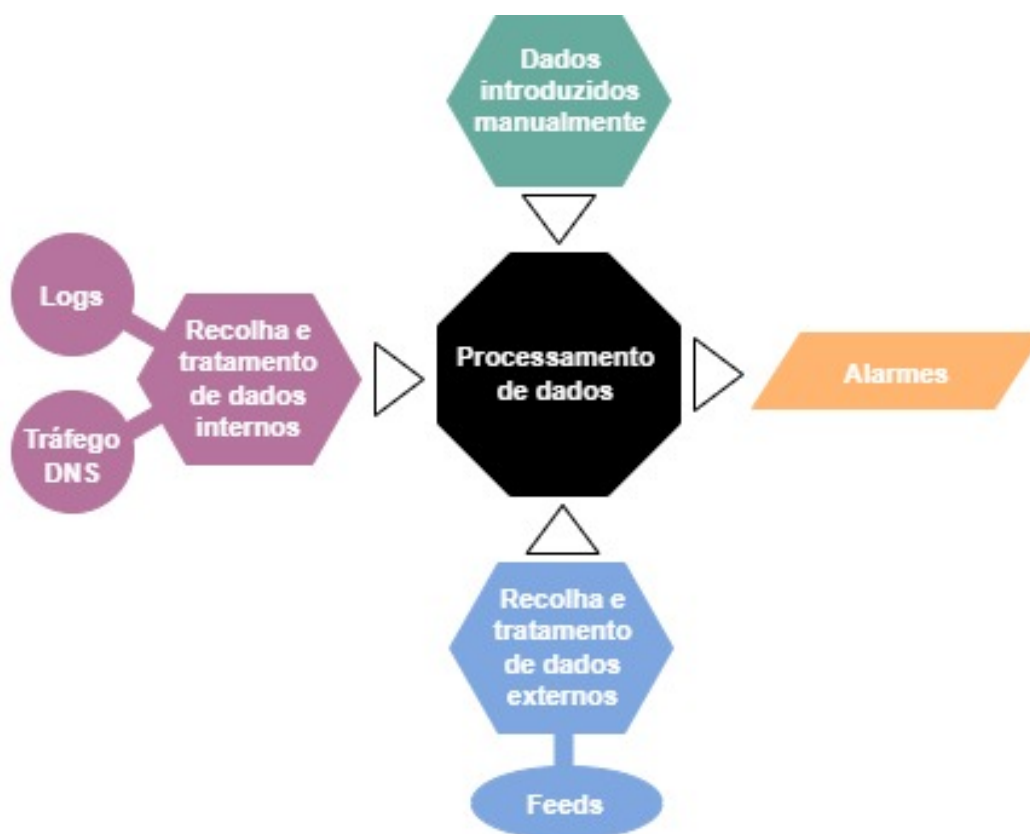 Dados
introduzidos
manualmente
Logs
Recolha e
tratamento
de dados
internos
Tráfego
DNS
Processamento
de dados
Alarmes
Recolha e
tratamento
de dados
externos
Feeds